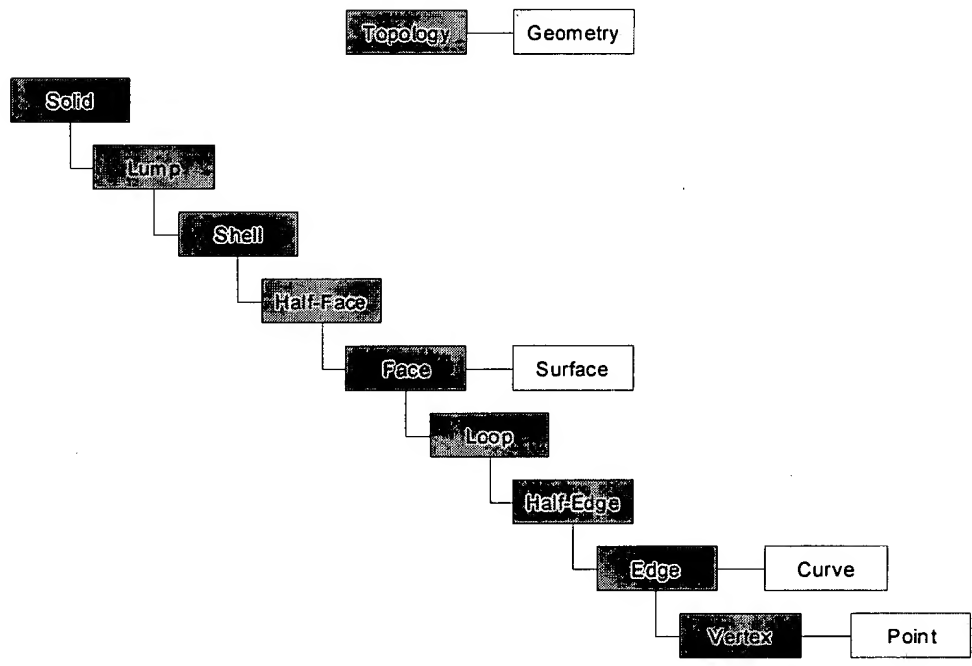 Topology Geometry
Solid
Lump
Shell
Half-Face
Face Surface
Loop
Half-Edge
Edge Curve
Vertex Point